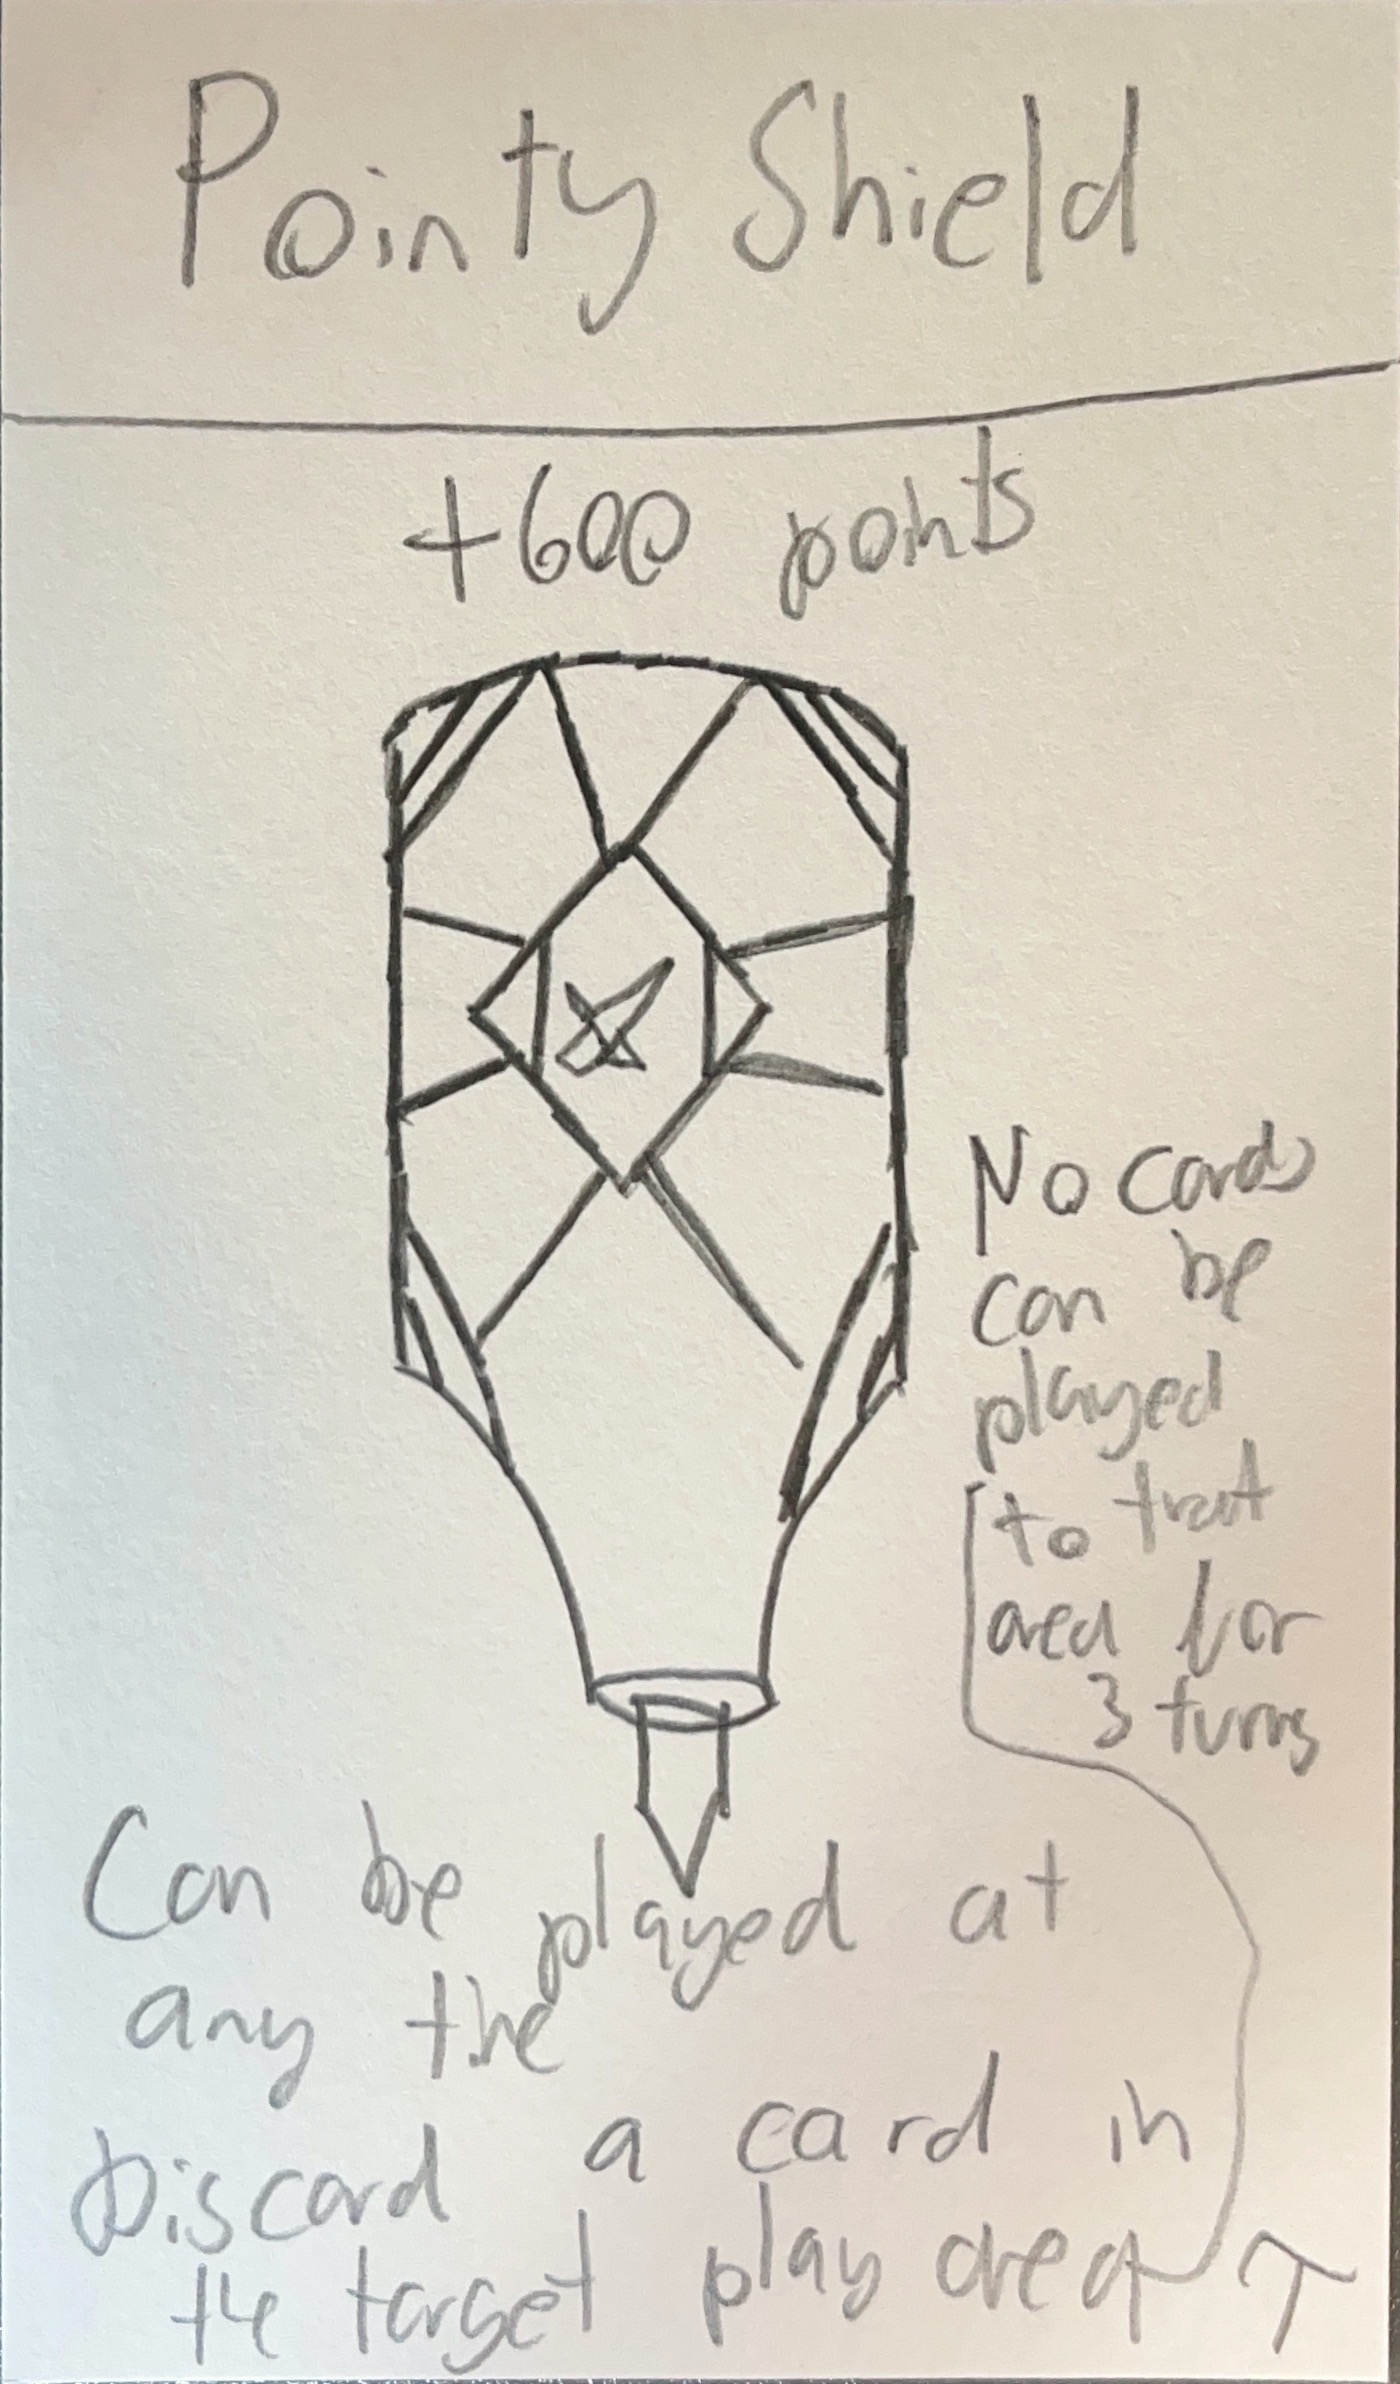 Pointy Shield
+600 points
Can be played at
any the
Discard a card in
the target play area
No cards
can be
played
to that
area for
3 turns